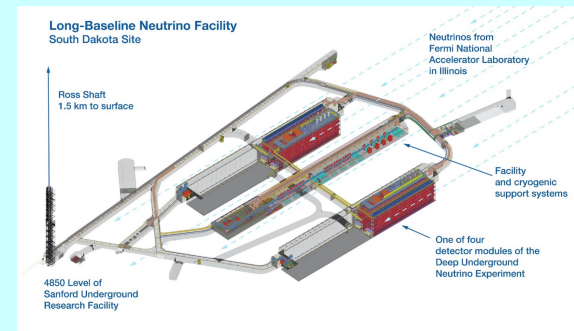 Long-Baseline Neutrino Facility
South Dakota Site
Neutrinos from
Fermi National
Accelerator Laboratory
in Illinois
Ross Shaft
1.5 km to surface
Facility
and cryogenic
support systems
One of four
detector modules of the
Deep Underground
Neutrino Experiment
4850 Level of
Sanford Underground
Research Facility